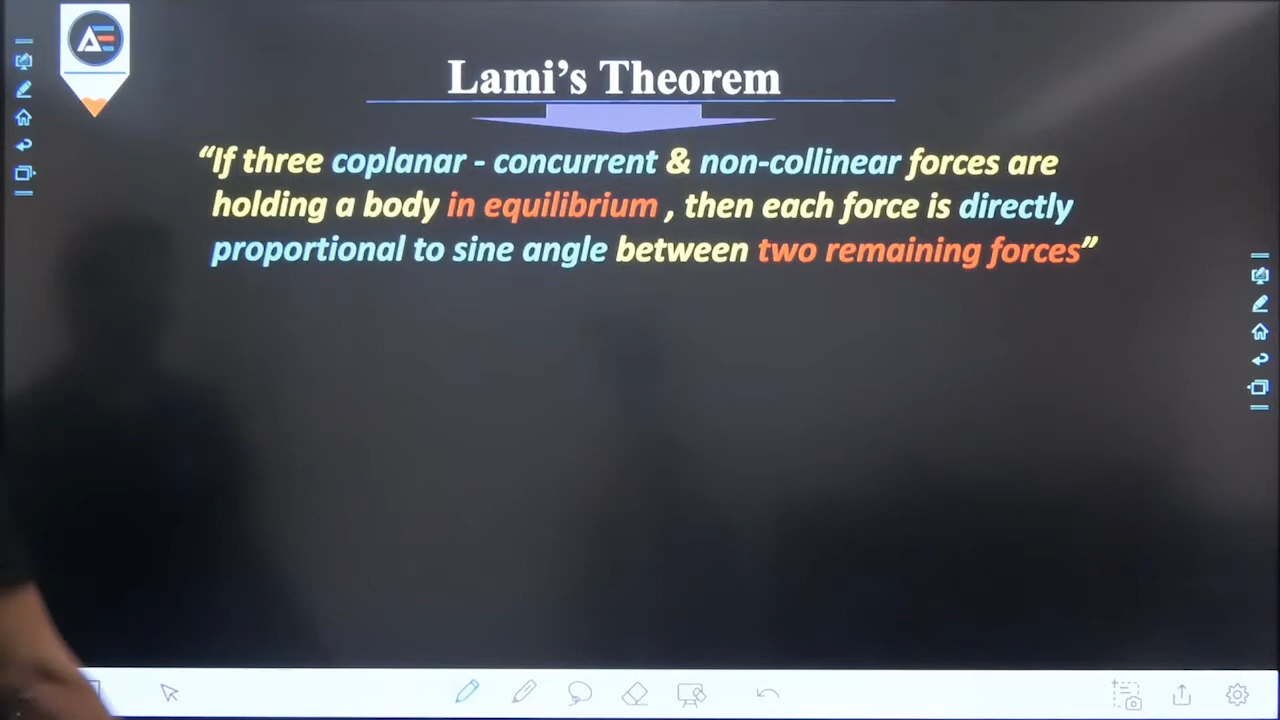 AE
Lami's Theorem
“If three coplanar - concurrent & non-collinear forces are
holding a body in equilibrium , then each force is directly
proportional to sine angle between two remaining forces”